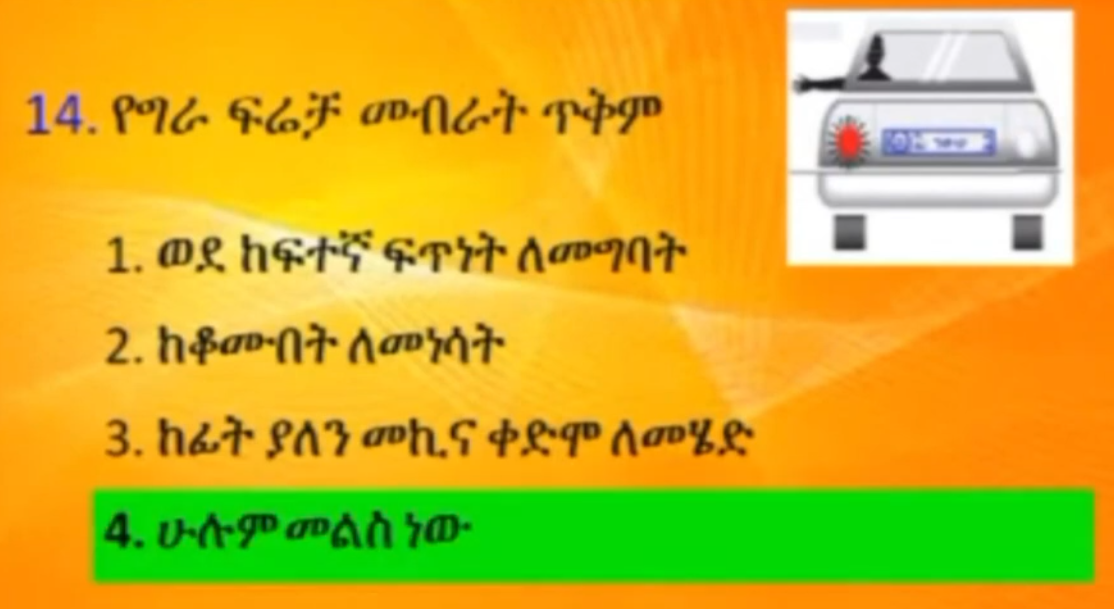 14. የግራ ፍሬቻ መብራት ጥቅም
1. ወደ ከፍተኛ ፍጥነት ለመግባት
2. ከቆሙበት ለመነሳት
3. ከፊት ያለን መኪና ቀድሞ ለመሄድ
4. ሁሉም መልስ ነው